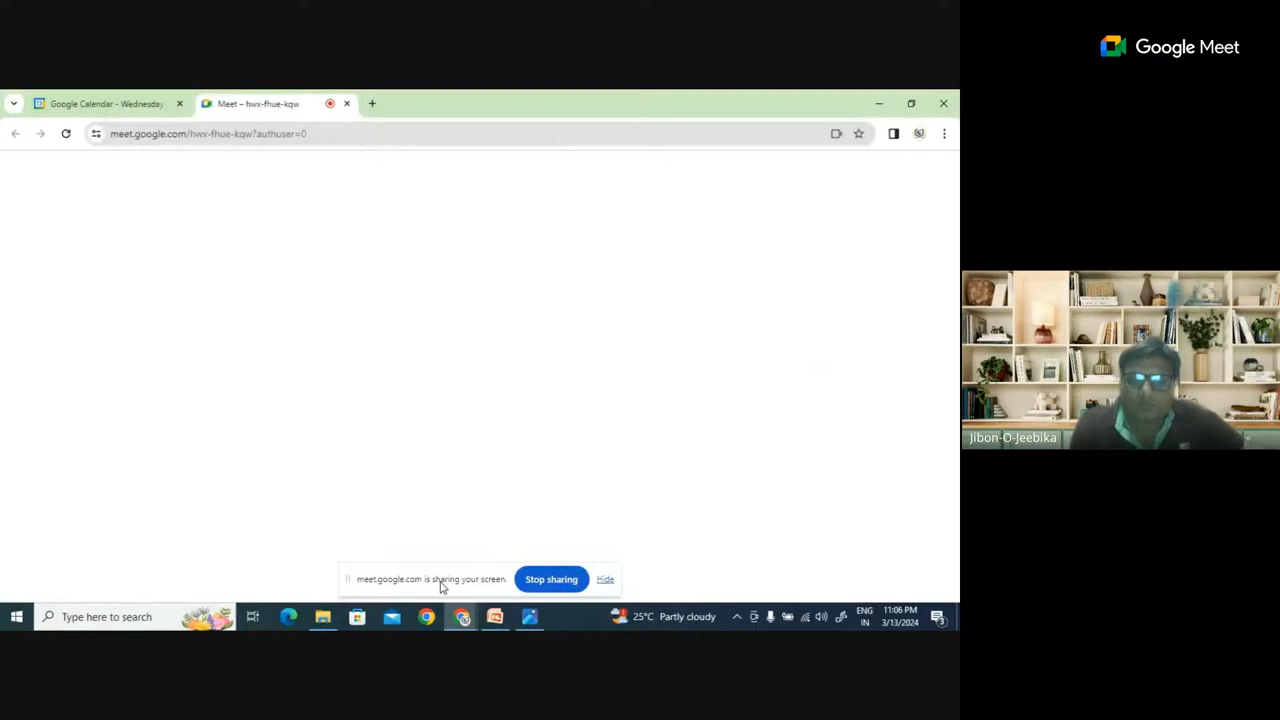 Google Meet
Google Calendar - Wednesday
Meet – hwx-fhue-kqw
meet.google.com/hwx-fhue-kqw?authuser=0
Jibon-O-Jeebika
meet.google.com is sharing your screen.
Stop sharing
Hide
Type here to search
25°C Partly cloudy
ENG
IN
11:06 PM
3/13/2024
3